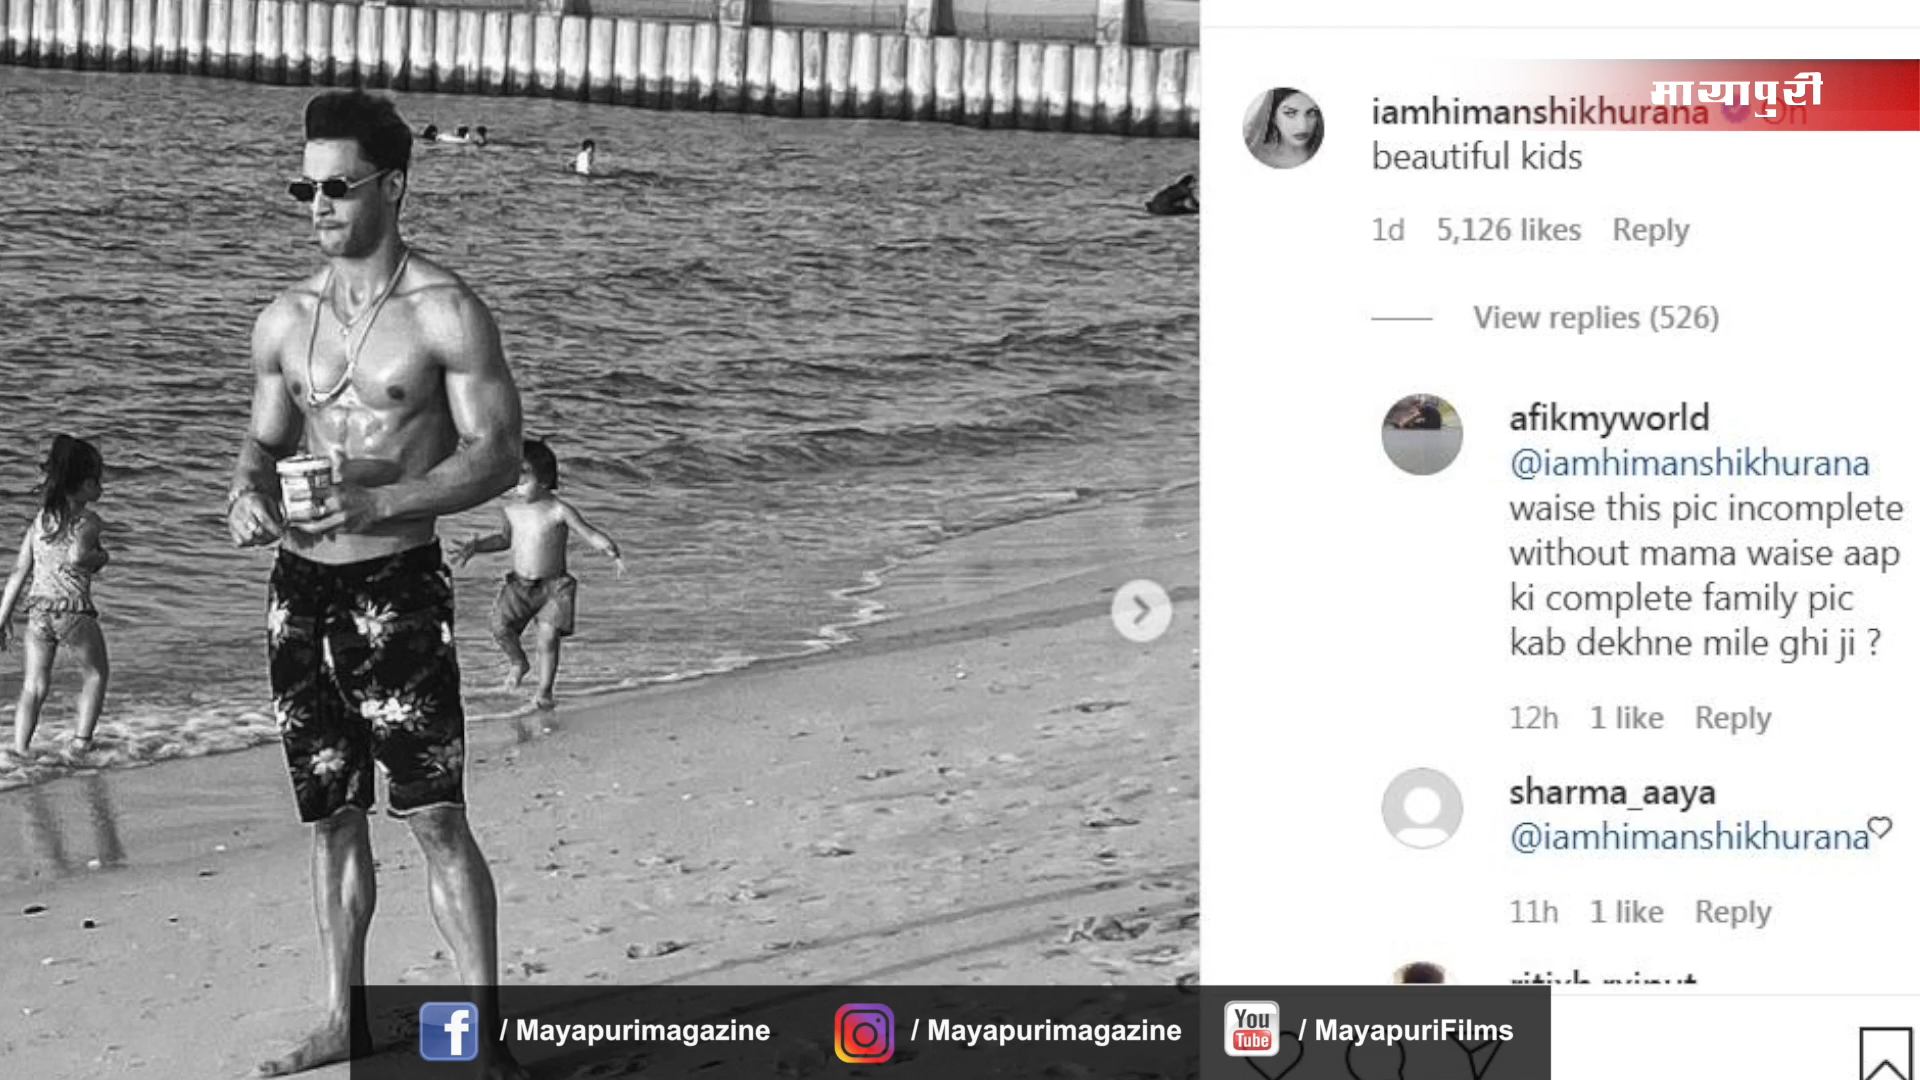 मायापुरी
iamhimanshikhurana Oh
beautiful kids
1d 5,126 likes Reply
View replies (526)
afikmyworld
@iamhimanshikhurana
waise this pic incomplete
without mama waise aap
ki complete family pic
kab dekhne mile ghi ji ?
12h 1 like Reply
sharma_aaya
@iamhimanshikhurana
11h 1 like Reply
f / Mayapurimagazine / Mayapurimagazine You Tube / MayapuriFilms